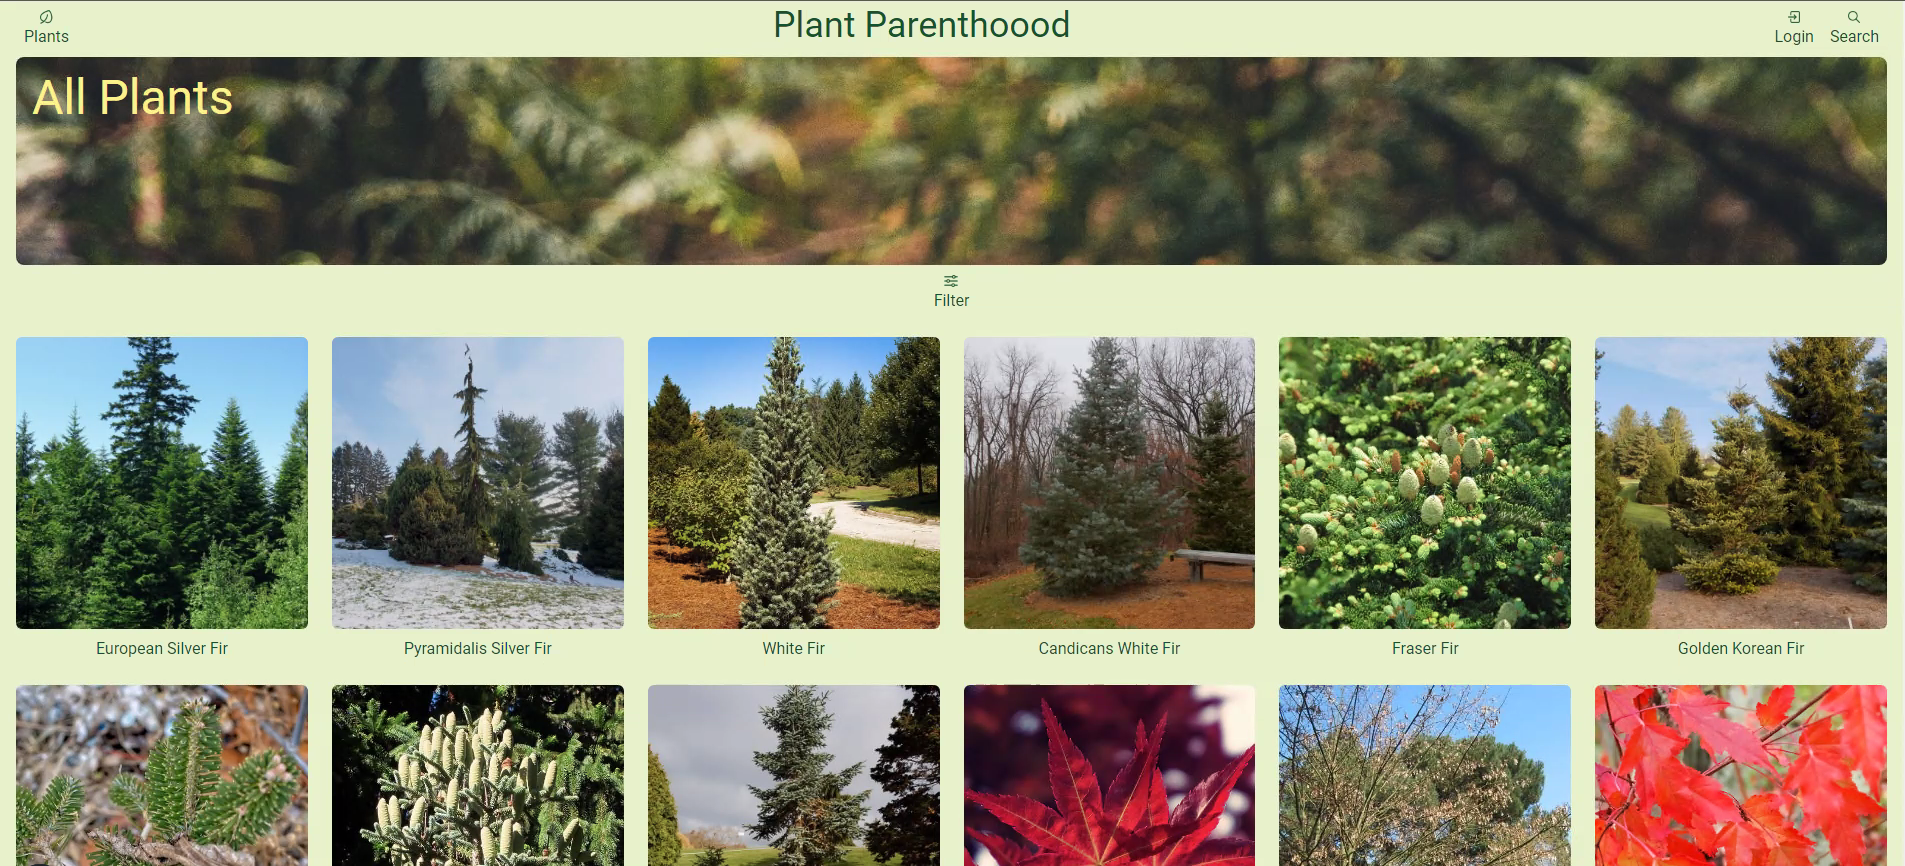 Plants
Plant Parenthoood
Login
Search
All Plants
Filter
European Silver Fir
Pyramidalis Silver Fir
White Fir
Candicans White Fir
Fraser Fir
Golden Korean Fir